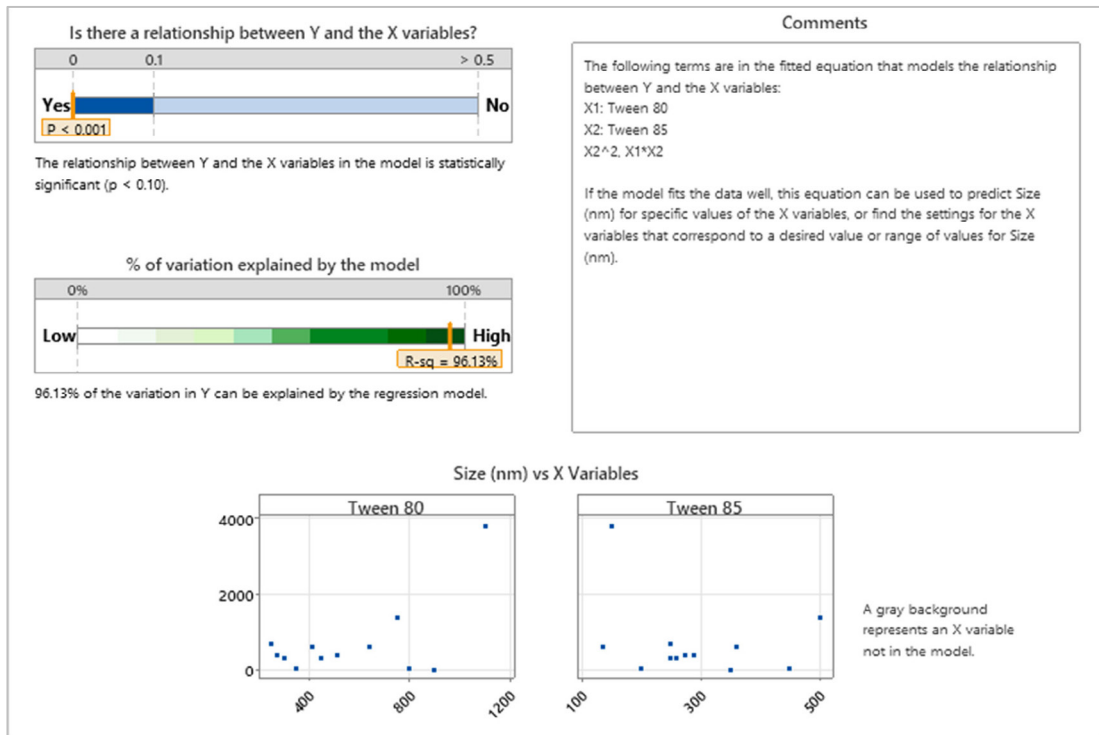 Is there a relationship between Y and the X variables?
0 0.1 > 0.5
Yes No
P < 0.001
The relationship between Y and the X variables in the model is statistically
significant (p < 0.10).
% of variation explained by the model
0% 100%
Low High
R-sq = 96.13%
96.13% of the variation in Y can be explained by the regression model.
Comments
The following terms are in the fitted equation that models the relationship
between Y and the X variables:
X1: Tween 80
X2: Tween 85
X2^2, X1*X2
If the model fits the data well, this equation can be used to predict Size
(nm) for specific values of the X variables, or find the settings for the X
variables that correspond to a desired value or range of values for Size
(nm).
Size (nm) vs X Variables
Tween 80 Tween 85
4000
2000
0
400 800 1200 100 300 500
A gray background
represents an X variable
not in the model.